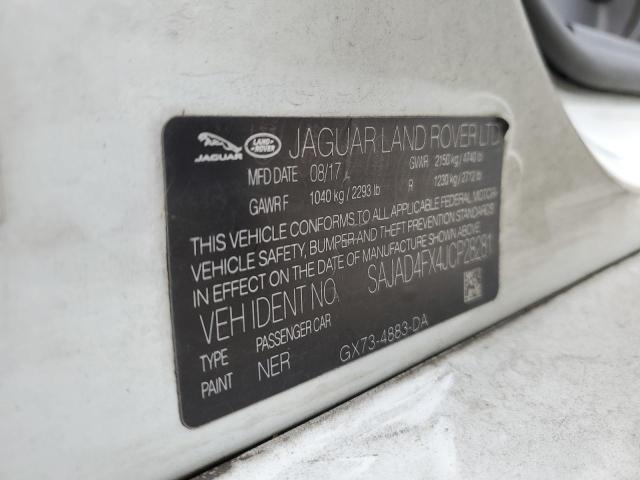 JAGUAR LAND-ROVER JAGUAR LAND ROVER LTD
MFD DATE 08/17 GWR 2150 kg / 4740 lb
GAWR F 1040 kg / 2293 lb R 1230 kg / 2712 lb
THIS VEHICLE CONFORMS TO ALL APPLICABLE FEDERAL MOTOR
VEHICLE SAFETY, BUMPER AND THEFT PREVENTION STANDARDS
IN EFFECT ON THE DATE OF MANUFACTURE SHOWN ABOVE
VEH IDENT NO. SAJAD4FX4JCP28281
TYPE PASSENGER CAR
PAINT NER GX73-4883-DA